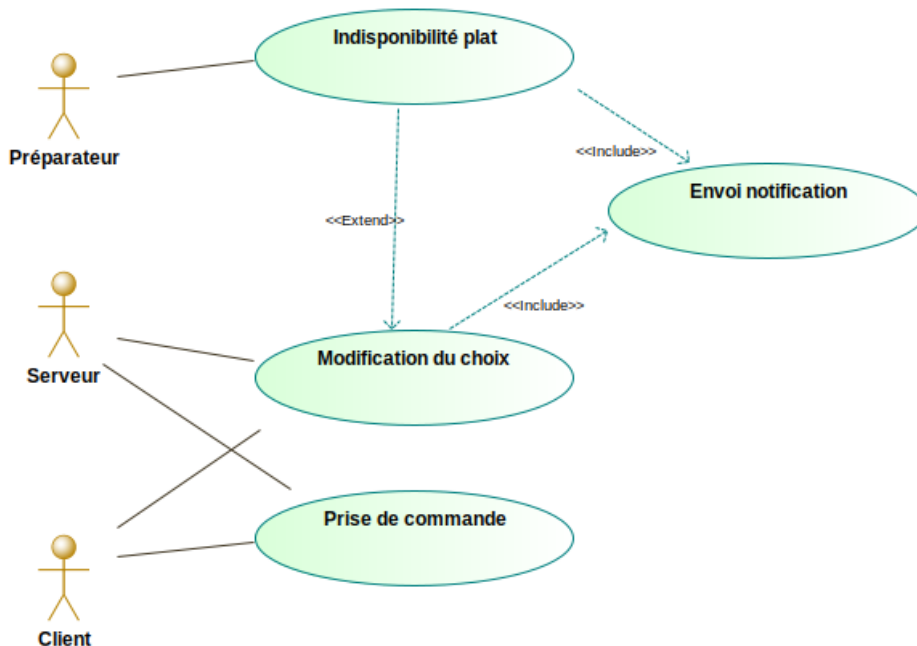 Indisponibilité plat
Préparateur
<<Include>>
Envoi notification
<<Extend>>
<<Include>>
Serveur
Modification du choix
Prise de commande
Client